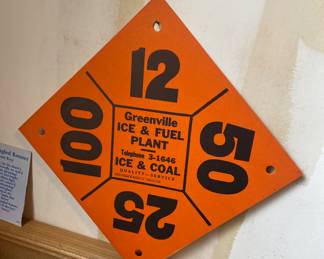 12
Greenville
ICE & FUEL
PLANT
Telephone 3-1646
ICE & COAL
QUALITY - SERVICE
100
50
25